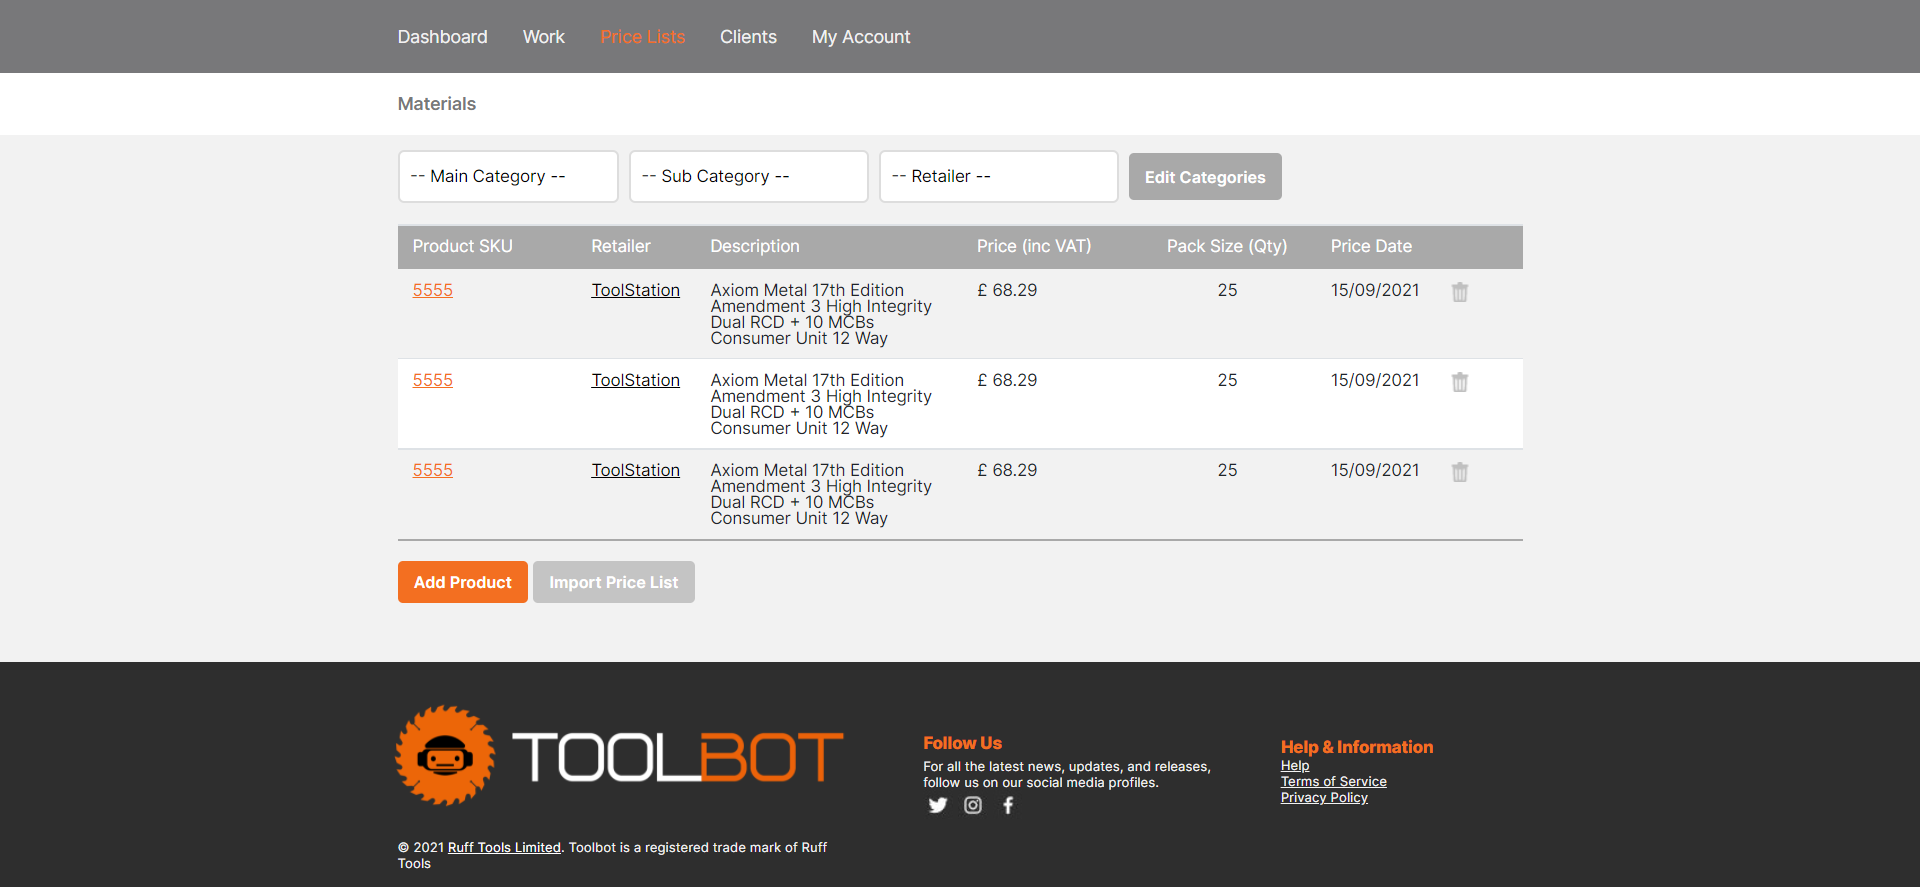 Dashboard Work Price Lists Clients My Account
Materials
-- Main Category -- -- Sub Category -- -- Retailer -- Edit Categories
Product SKU Retailer Description Price (inc VAT) Pack Size (Qty) Price Date
5555 ToolStation Axiom Metal 17th Edition £ 68.29 25 15/09/2021
Amendment 3 High Integrity
Dual RCD + 10 MCBs
Consumer Unit 12 Way
5555 ToolStation Axiom Metal 17th Edition £ 68.29 25 15/09/2021
Amendment 3 High Integrity
Dual RCD + 10 MCBs
Consumer Unit 12 Way
5555 ToolStation Axiom Metal 17th Edition £ 68.29 25 15/09/2021
Amendment 3 High Integrity
Dual RCD + 10 MCBs
Consumer Unit 12 Way
Add Product Import Price List
TOOLBOT
© 2021 Ruff Tools Limited. Toolbot is a registered trade mark of Ruff
Tools
Follow Us
For all the latest news, updates, and releases,
follow us on our social media profiles.
Help & Information
Help
Terms of Service
Privacy Policy